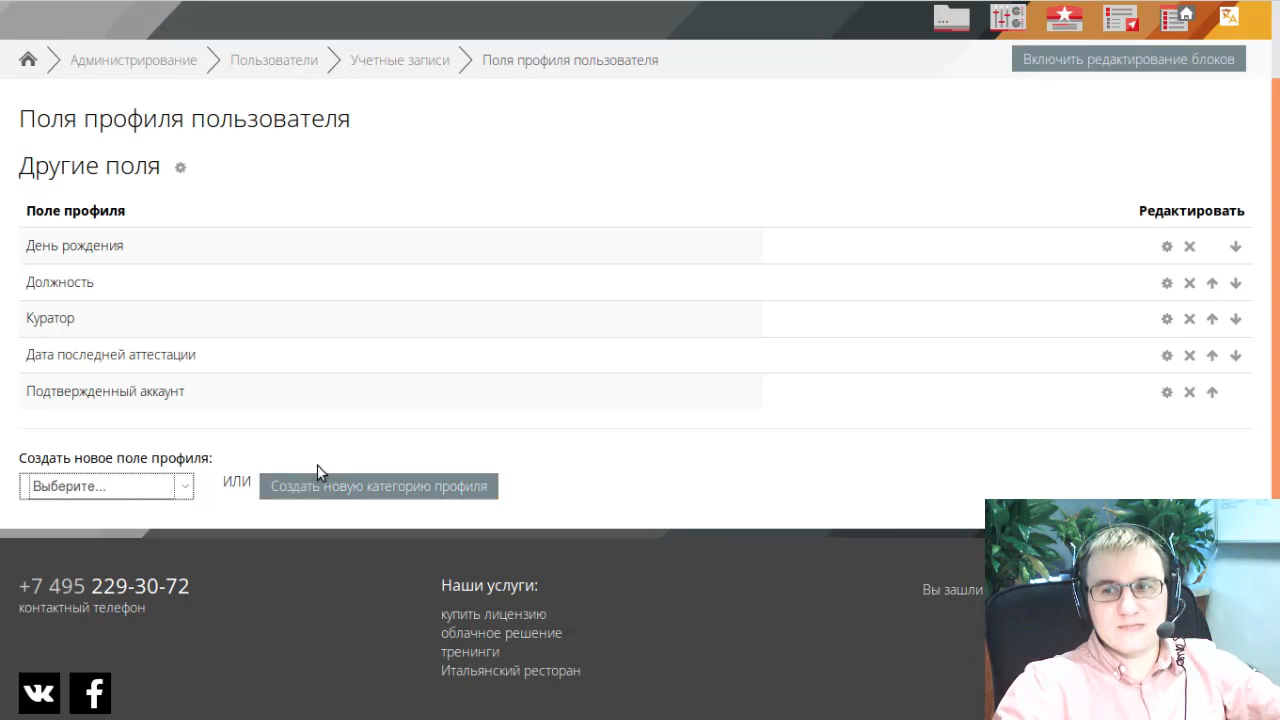 Администрирование Пользователи Учетные записи Поля профиля пользователя Включить редактирование блоков
Поля профиля пользователя
Другие поля
Поле профиля Редактировать
День рождения
Должность
Куратор
Дата последней аттестации
Подтвержденный аккаунт
Создать новое поле профиля:
Выберите... ИЛИ Создать новую категорию профиля
+7 495 229-30-72 Наши услуги: Вы зашли
контактный телефон
купить лицензию
облачное решение
тренинги
Итальянский ресторан